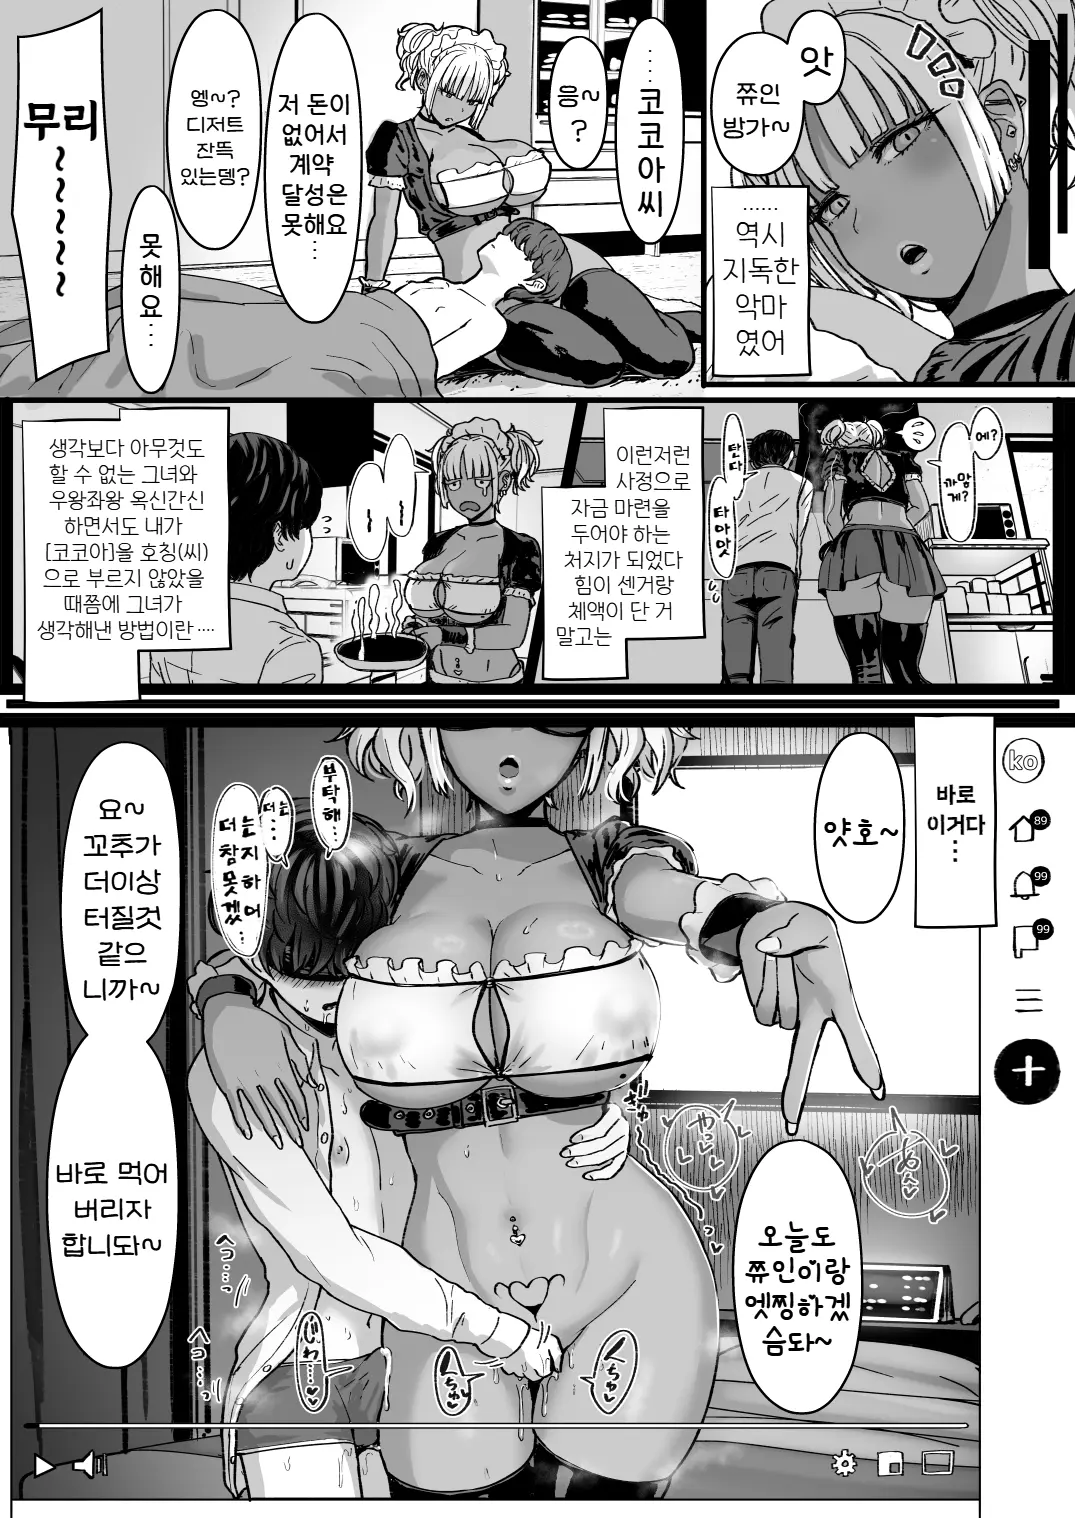 앗
쮸인
방가~
......
역시
지독한
악마
였어
......
코코아씨
응~
?
저 돈이
없어서
계약
달성은
못해요
...
엥~?
디저트
잔뜩
있는뎅?
못해요...
무리~~~~~
에?
까맣
게?
탄다
타아앗
이런저런
사정으로
자금 마련을
두어야 하는
처지가 되었다
힘이 센거랑
체액이 단 거
말고는
생각보다 아무것도
할 수 없는 그녀와
우왕좌왕 옥신간신
하면서도 내가
[코코아]을 호칭(씨)
으로 부르지 않았을
때쯤에 그녀가
생각해낸 방법이란 ....
바로
이거다
...
얏호~
부탁해...
더는...
더는
참지
못하겠어...
요~
꼬추가
더이상
터질것
같으
니까~
바로 먹어
버리자
합니돠~
오늘도
쮸인이랑
엣찡하겠
슴돠~
ko
89
99
99